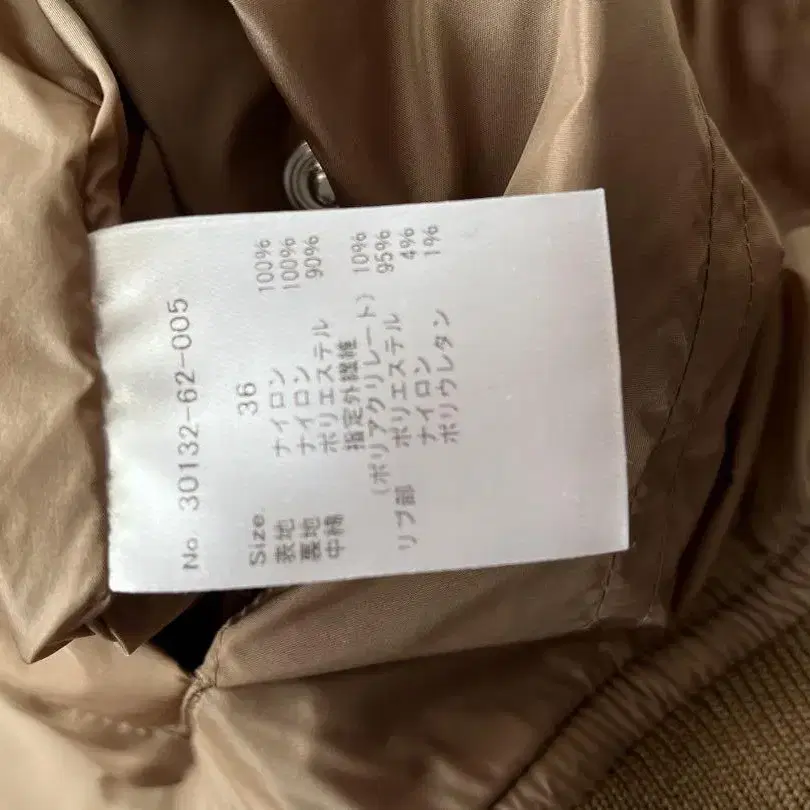 No. 30132-62-005
Size. 36
表地 ナイロン 100%
裏地 ナイロン 100%
中綿 ポリエステル 90%
指定外繊維
(ポリアクリレート) 10%
リブ部 ポリエステル 95%
ナイロン 4%
ポリウレタン 1%